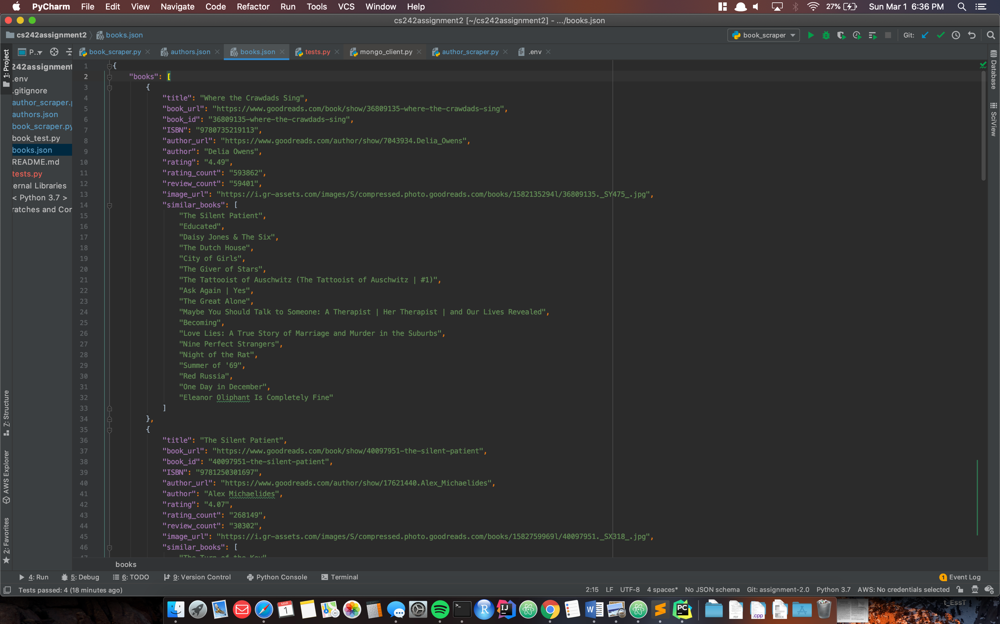 PyCharm File Edit View Navigate Code Refactor Run Tools VCS Window Help 27% Sun Mar 1 6:36 PM
cs242assignment2 [~/cs242assignment2] - .../books.json
cs242assignment2 books.json book_scraper Git:
P.. book_scraper.py authors.json books.json tests.py mongo_client.py author_scraper.py .env
1: Project
242assignment
.env
.gitignore
author_scraper.p
authors.json
book_scraper.py
book_test.py
books.json
README.md
tests.py
ernal Libraries
< Python 3.7 >
ratches and Cor
7: Structure
AWS Explorer
2: Favorites
1 {
2 "books": [
3 {
4 "title": "Where the Crawdads Sing",
5 "book_url": "https://www.goodreads.com/book/show/36809135-where-the-crawdads-sing",
6 "book_id": "36809135-where-the-crawdads-sing",
7 "ISBN": "9780735219113",
8 "author_url": "https://www.goodreads.com/author/show/7043934.Delia_Owens",
9 "author": "Delia Owens",
10 "rating": "4.49",
11 "rating_count": "593862",
12 "review_count": "59401",
13 "image_url": "https://i.gr-assets.com/images/S/compressed.photo.goodreads.com/books/1582135294l/36809135._SY475_.jpg",
14 "similar_books": [
15 "The Silent Patient",
16 "Educated",
17 "Daisy Jones & The Six",
18 "The Dutch House",
19 "City of Girls",
20 "The Giver of Stars",
21 "The Tattooist of Auschwitz (The Tattooist of Auschwitz | #1)",
22 "Ask Again | Yes",
23 "The Great Alone",
24 "Maybe You Should Talk to Someone: A Therapist | Her Therapist | and Our Lives Revealed",
25 "Becoming",
26 "Love Lies: A True Story of Marriage and Murder in the Suburbs",
27 "Nine Perfect Strangers",
28 "Night of the Rat",
29 "Summer of '69",
30 "Red Russia",
31 "One Day in December",
32 "Eleanor Oliphant Is Completely Fine"
33 ]
34 },
35 {
36 "title": "The Silent Patient",
37 "book_url": "https://www.goodreads.com/book/show/40097951-the-silent-patient",
38 "book_id": "40097951-the-silent-patient",
39 "ISBN": "9781250301697",
40 "author_url": "https://www.goodreads.com/author/show/17621440.Alex_Michaelides",
41 "author": "Alex Michaelides",
42 "rating": "4.07",
43 "rating_count": "268149",
44 "review_count": "30302",
45 "image_url": "https://i.gr-assets.com/images/S/compressed.photo.goodreads.com/books/1582759969l/40097951._SX318_.jpg",
46 "similar_books": [
47 "The Turn of the Key"
books
Database
SciView
4: Run 5: Debug 6: TODO 9: Version Control Python Console Terminal 1 Event Log
Tests passed: 4 (18 minutes ago) 2:15 LF UTF-8 4 spaces* No JSON schema Git: assignment-2.0 Python 3.7 AWS: No credentials selected
MAR
1
R
IJ
W
PC
PDF
.cpp
DOCX
t_EssT